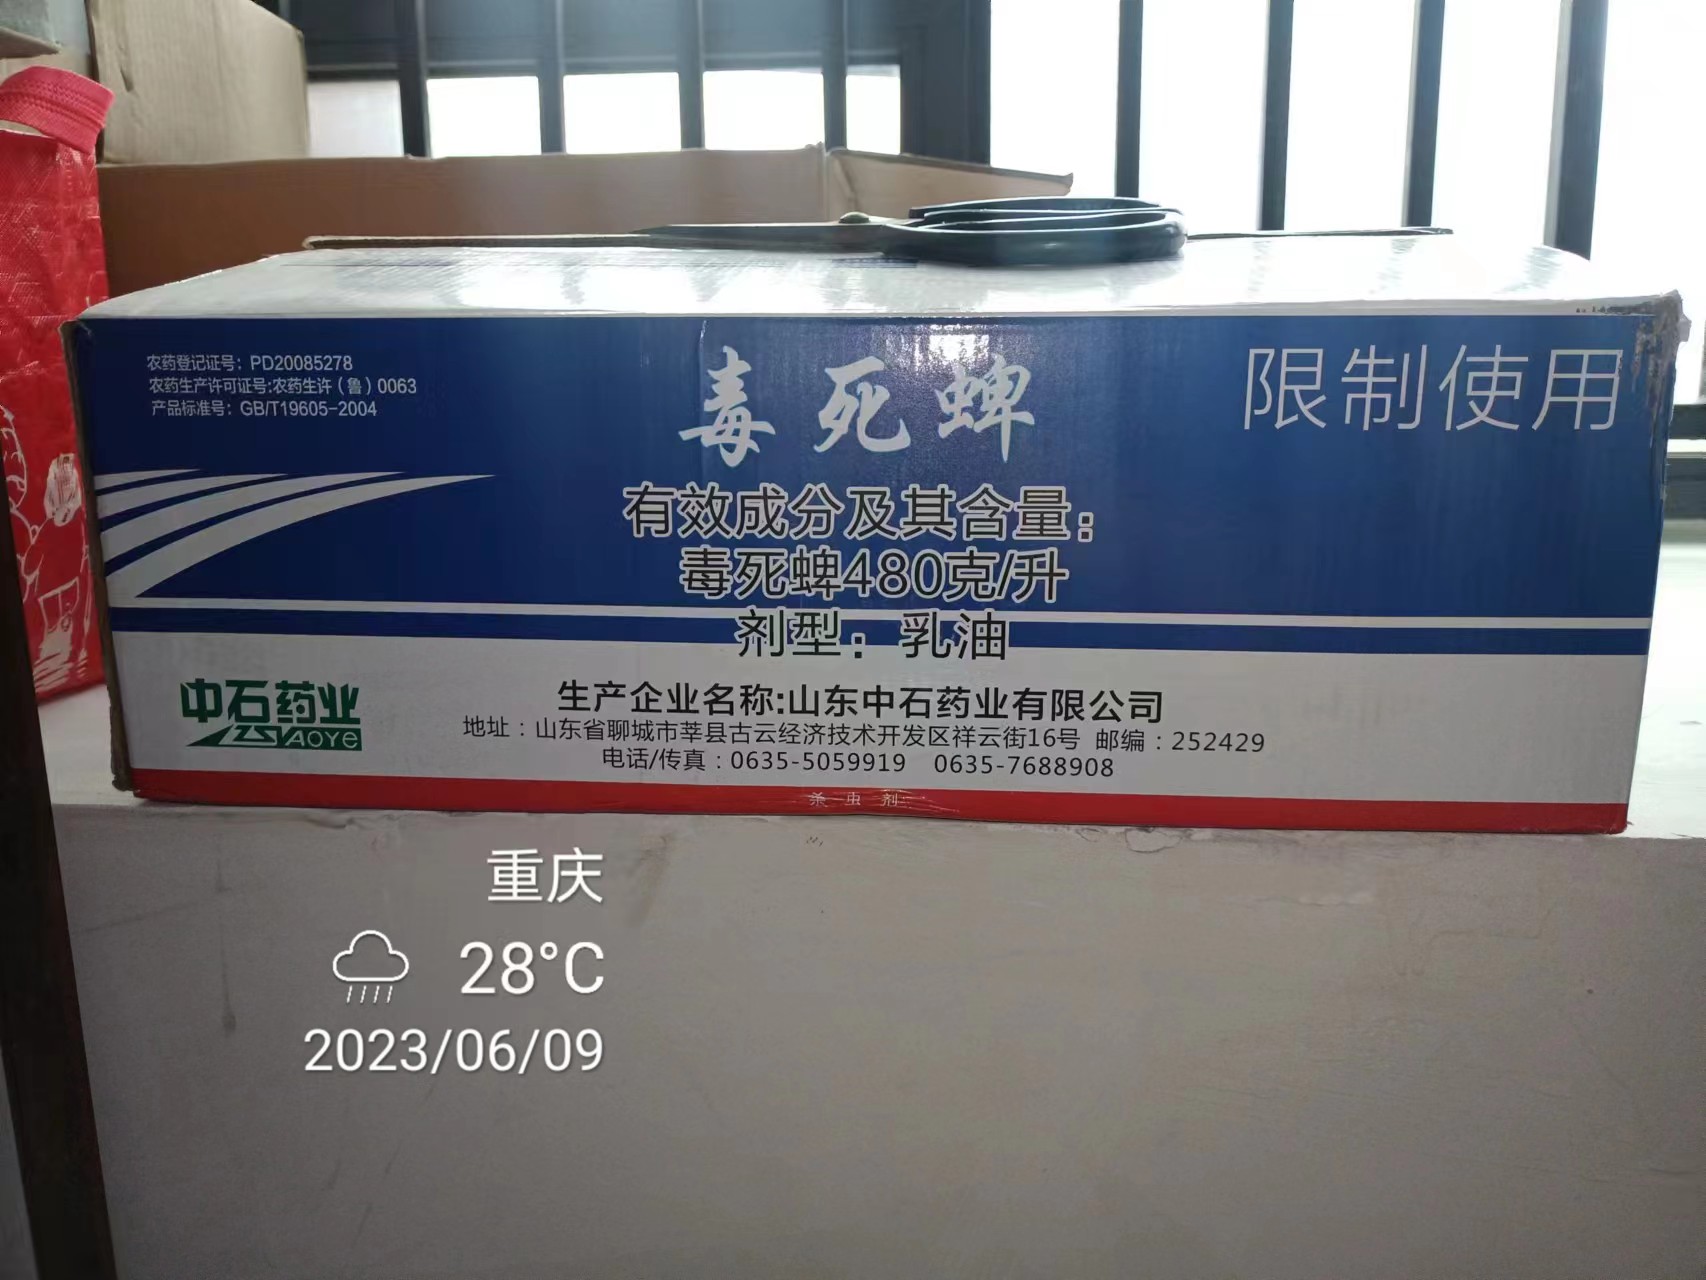 农药登记证号：PD20085278
农药生产许可证号:农药生许（鲁）0063
产品标准号：GB/T19605-2004
毒死蜱
限制使用
有效成分及其含量：
毒死蜱480克/升
剂型：乳油
中石药业
YAOYE
生产企业名称:山东中石药业有限公司
地址：山东省聊城市莘县古云经济技术开发区祥云街16号 邮编：252429
电话/传真：0635-5059919 0635-7688908
杀虫剂
重庆
28°C
2023/06/09